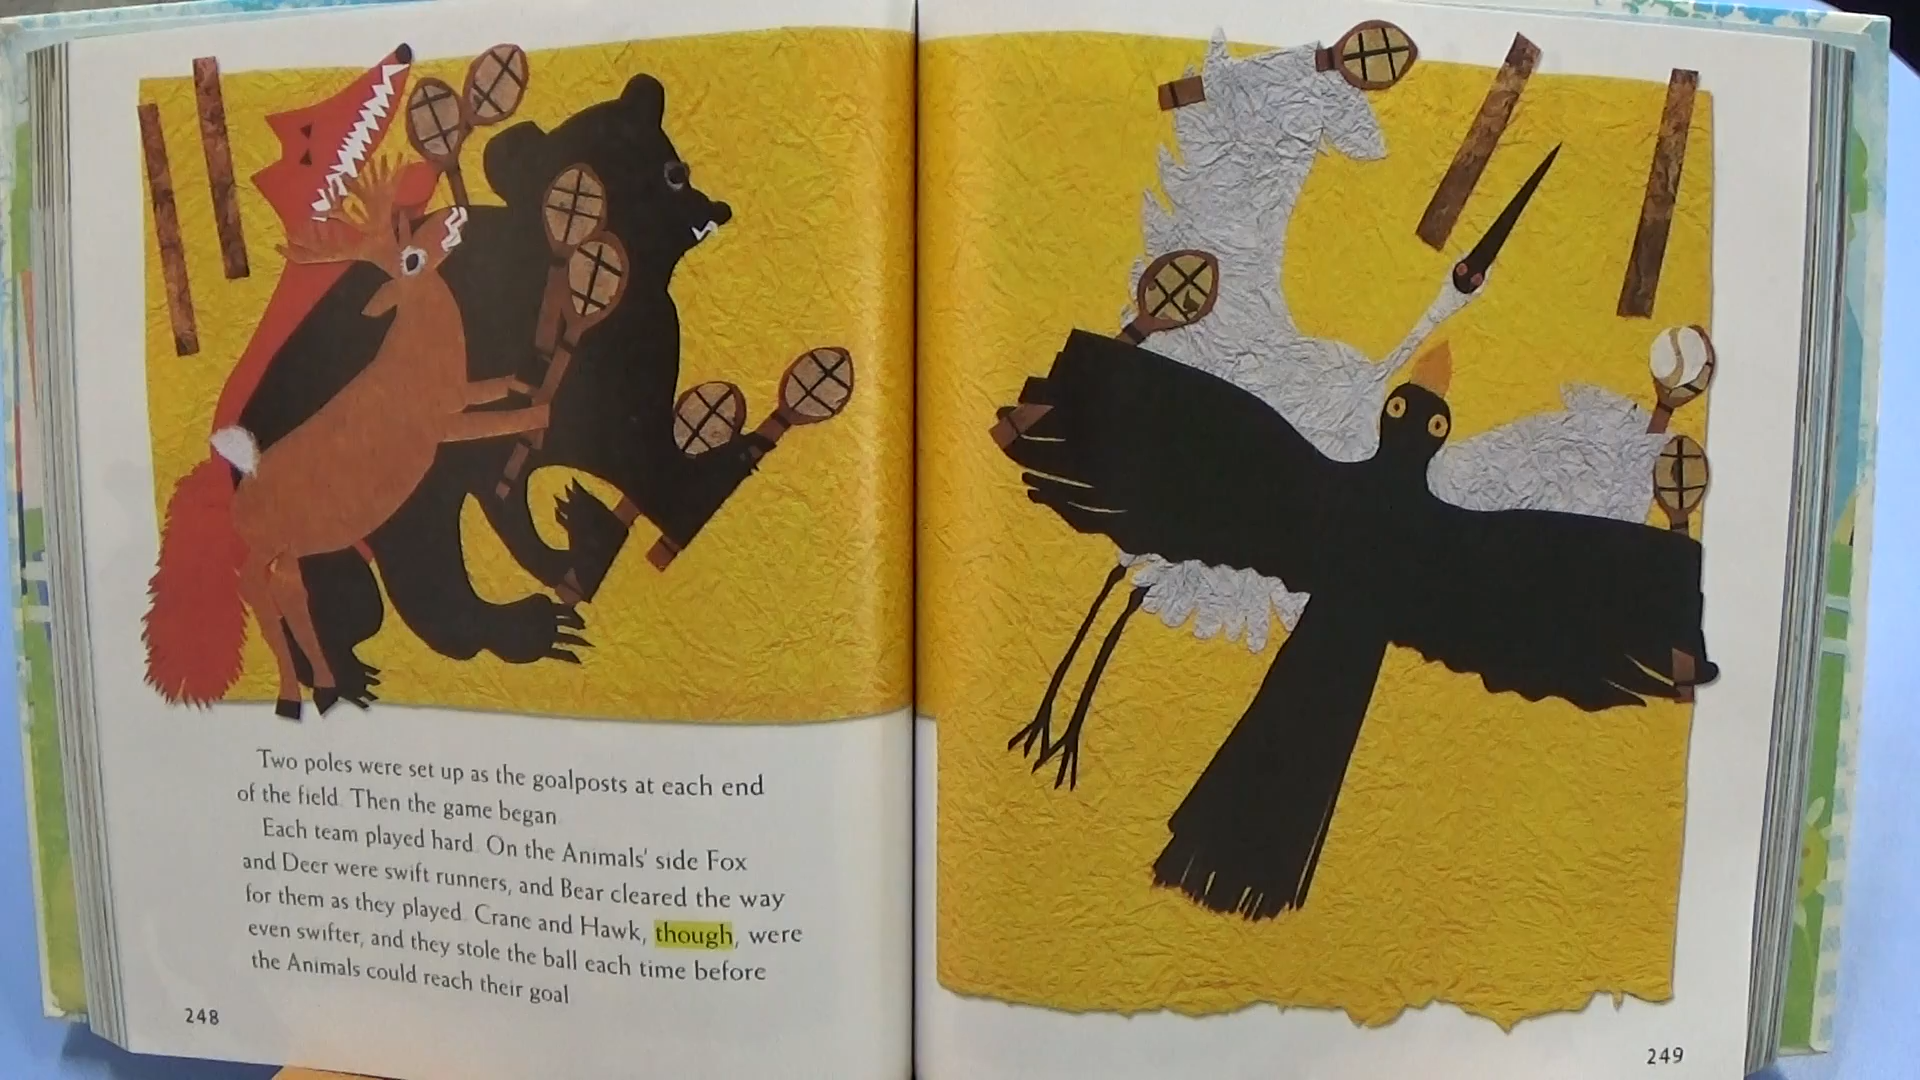 Two poles were set up as the goalposts at each end
of the field. Then the game began.
Each team played hard. On the Animals' side Fox
and Deer were swift runners, and Bear cleared the way
for them as they played. Crane and Hawk, though, were
even swifter, and they stole the ball each time before
the Animals could reach their goal
248
249